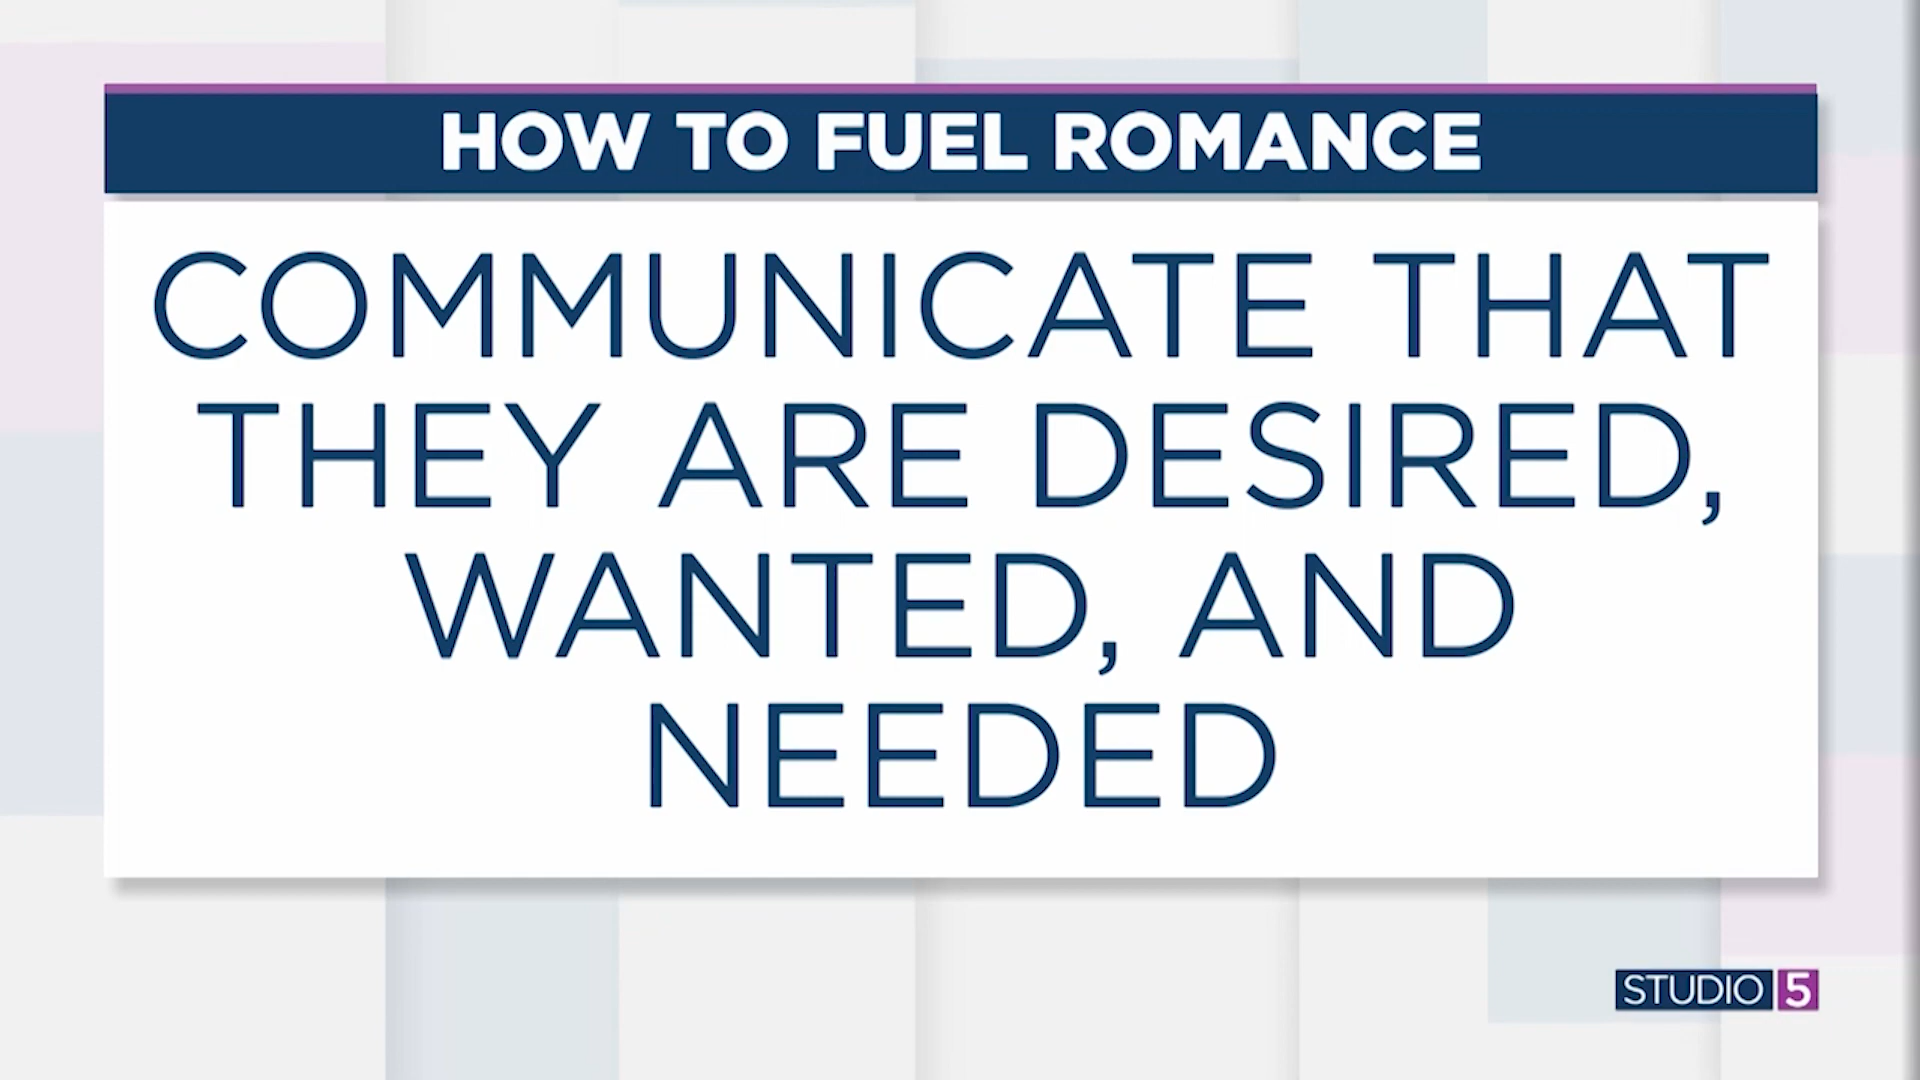 HOW TO FUEL ROMANCE
COMMUNICATE THAT
THEY ARE DESIRED,
WANTED, AND
NEEDED
STUDIO 5